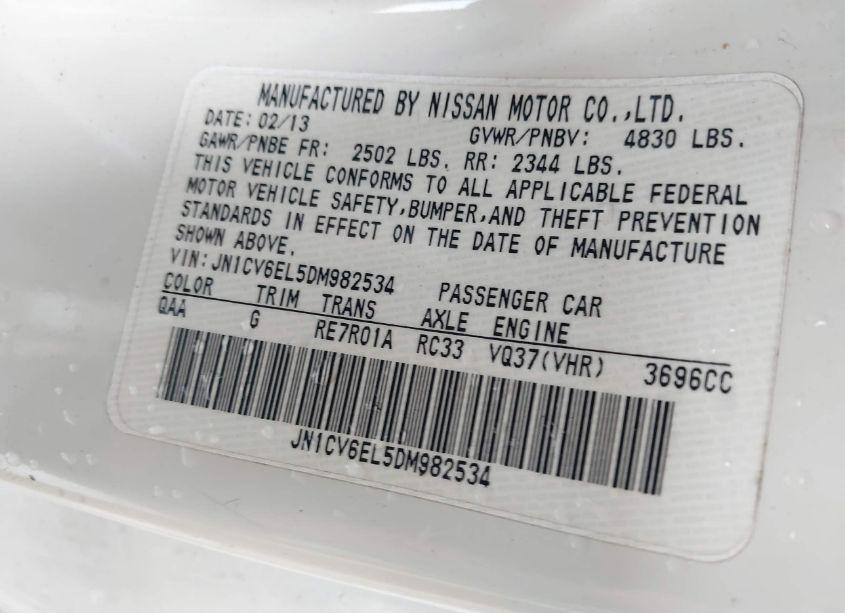 MANUFACTURED BY NISSAN MOTOR CO.,LTD.
DATE: 02/13 GVWR/PNBV: 4830 LBS.
GAWR/PNBE FR: 2502 LBS. RR: 2344 LBS.
THIS VEHICLE CONFORMS TO ALL APPLICABLE FEDERAL
MOTOR VEHICLE SAFETY,BUMPER,AND THEFT PREVENTION
STANDARDS IN EFFECT ON THE DATE OF MANUFACTURE
SHOWN ABOVE.
VIN:JN1CV6EL5DM982534 PASSENGER CAR
COLOR TRIM TRANS AXLE ENGINE
QAA G RE7R01A RC33 VQ37(VHR) 3696CC
JN1CV6EL5DM982534